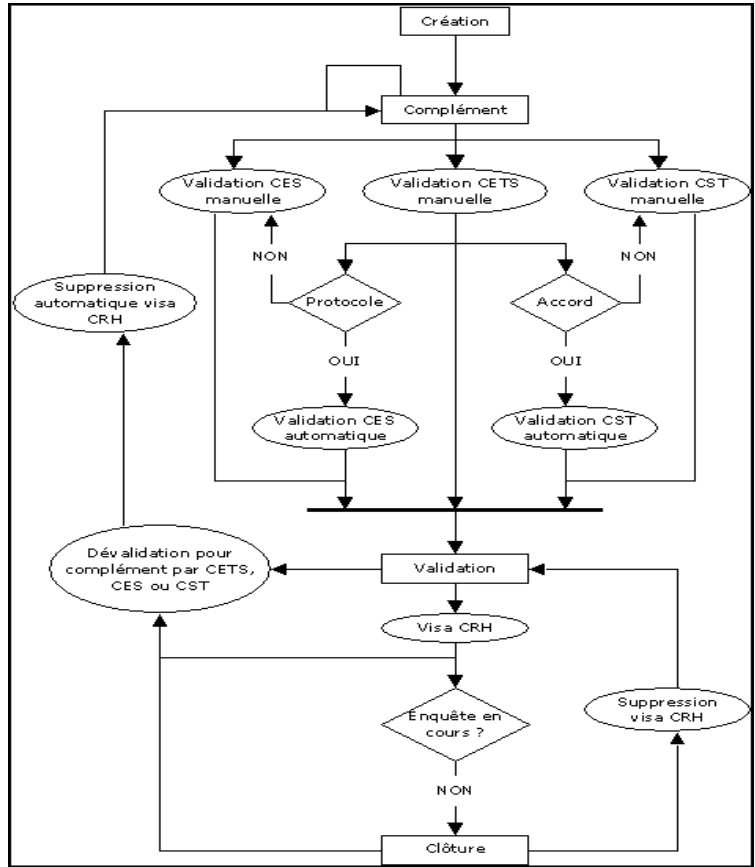 Création
Complément
Validation CES
manuelle
Validation CETS
manuelle
Validation CST
manuelle
NON
NON
Suppression
automatique visa
CRH
Protocole
Accord
OUI
OUI
Validation CES
automatique
Validation CST
automatique
Dévalidation pour
complément par CETS,
CES ou CST
Validation
Visa CRH
Enquête en
cours ?
Suppression
visa CRH
NON
Clôture